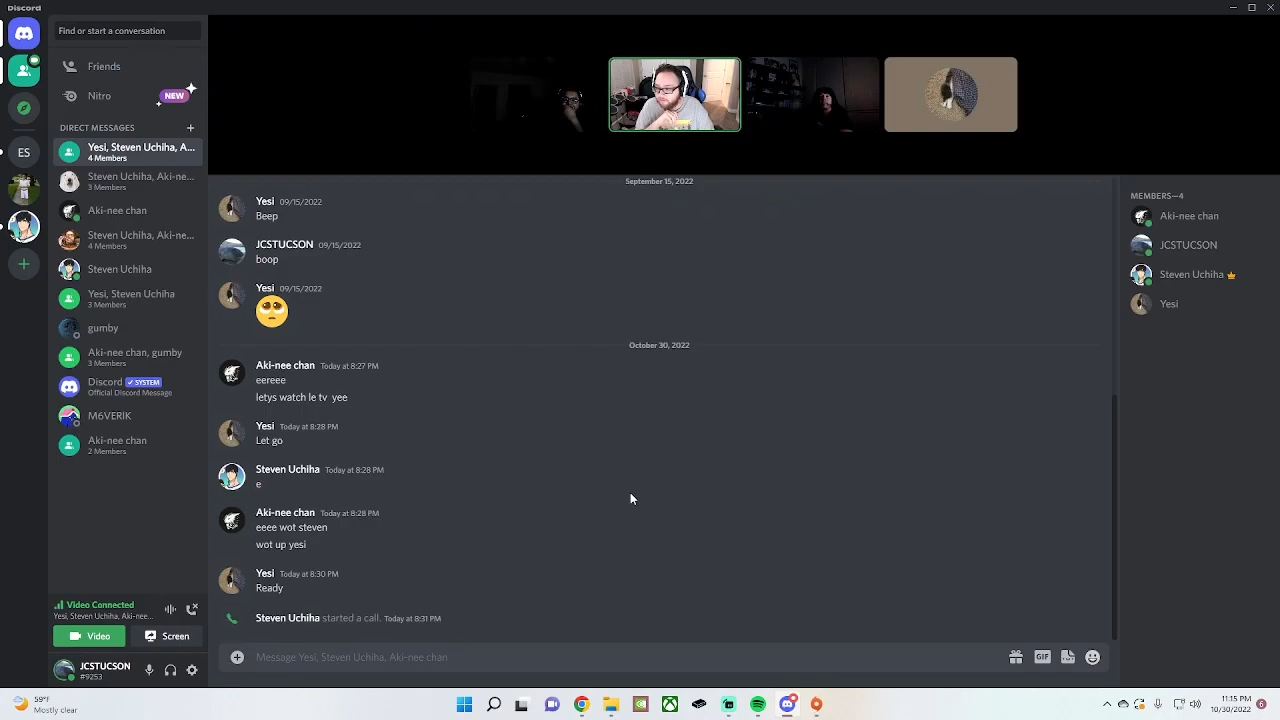 Discord
Find or start a conversation
Friends
Nitro
NEW
DIRECT MESSAGES
Yesi, Steven Uchiha, A...
4 Members
Steven Uchiha, Aki-ne...
3 Members
Aki-nee chan
Steven Uchiha, Aki-ne...
4 Members
Steven Uchiha
Yesi, Steven Uchiha
3 Members
gumby
Aki-nee chan, gumby
3 Members
Discord ✓ SYSTEM
Official Discord Message
M6VERIK
Aki-nee chan
2 Members
ES
Video Connected
Yesi, Steven Uchiha, Aki-nee...
Video
Screen
JCSTUCSON
#9253
September 15, 2022
Yesi 09/15/2022
Beep
JCSTUCSON 09/15/2022
boop
Yesi 09/15/2022
October 30, 2022
Aki-nee chan Today at 8:27 PM
eereee
letys watch le tv yee
Yesi Today at 8:28 PM
Let go
Steven Uchiha Today at 8:28 PM
e
Aki-nee chan Today at 8:28 PM
eeee wot steven
wot up yesi
Yesi Today at 8:30 PM
Ready
Steven Uchiha started a call. Today at 8:31 PM
Message Yesi, Steven Uchiha, Aki-nee chan
GIF
MEMBERS—4
Aki-nee chan
JCSTUCSON
Steven Uchiha
Yesi
59°F
Mostly clear
11:15 PM
10/30/2022